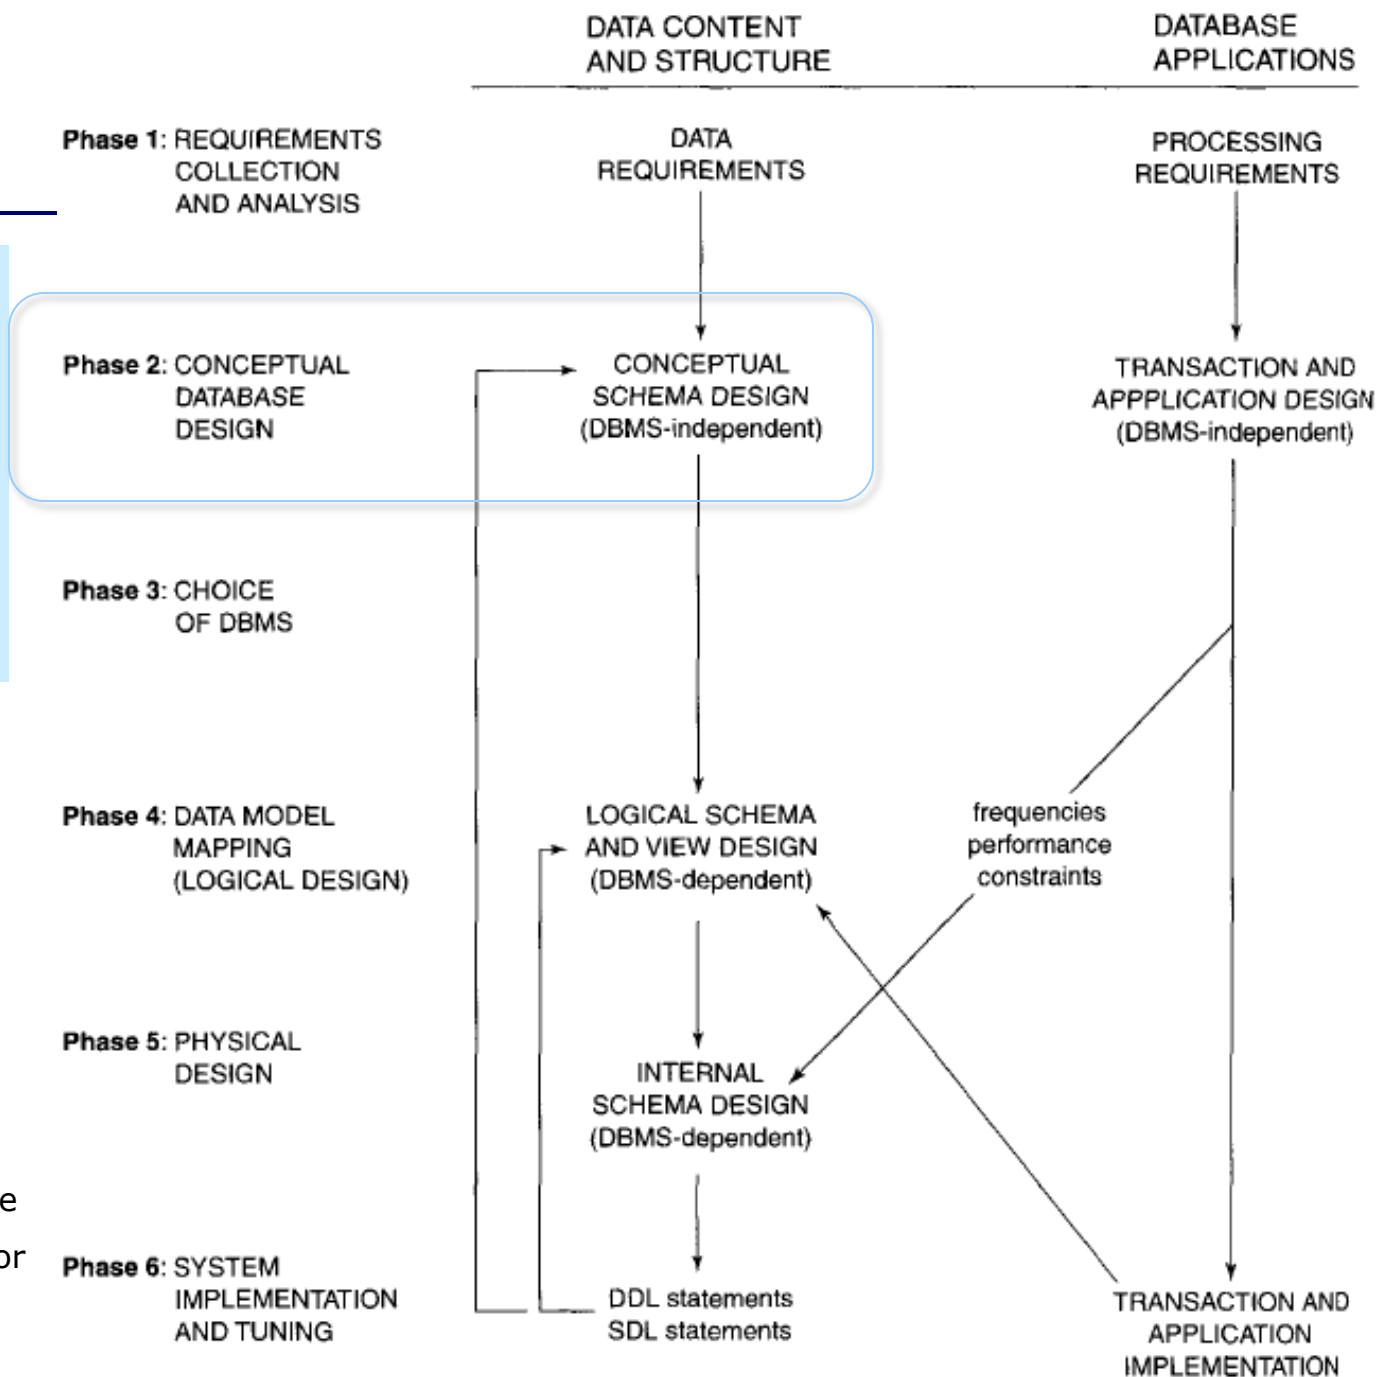 DATA CONTENT
AND STRUCTURE
DATABASE
APPLICATIONS
Phase 1: REQUIREMENTS
COLLECTION
AND ANALYSIS
DATA
REQUIREMENTS
PROCESSING
REQUIREMENTS
Phase 2: CONCEPTUAL
DATABASE
DESIGN
CONCEPTUAL
SCHEMA DESIGN
(DBMS-independent)
TRANSACTION AND
APPPLICATION DESIGN
(DBMS-independent)
Phase 3: CHOICE
OF DBMS
Phase 4: DATA MODEL
MAPPING
(LOGICAL DESIGN)
LOGICAL SCHEMA
AND VIEW DESIGN
(DBMS-dependent)
frequencies
performance
constraints
Phase 5: PHYSICAL
DESIGN
INTERNAL
SCHEMA DESIGN
(DBMS-dependent)
e
or
Phase 6: SYSTEM
IMPLEMENTATION
AND TUNING
DDL statements
SDL statements
TRANSACTION AND
APPLICATION
IMPLEMENTATION